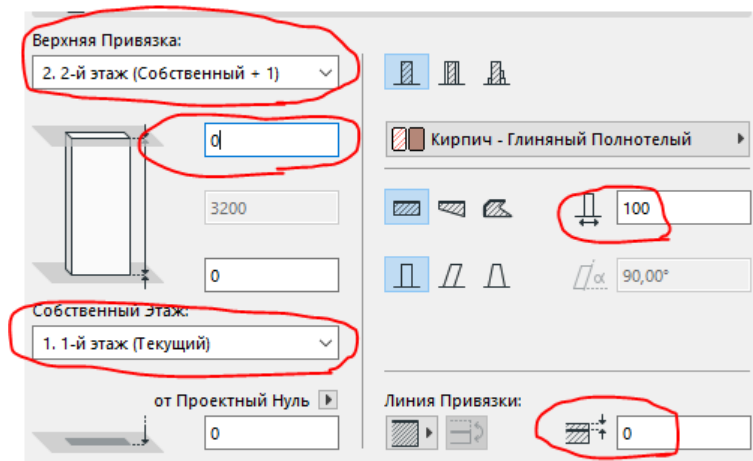 Верхняя Привязка:
2. 2-й этаж (Собственный + 1)
0
3200
0
Собственный Этаж:
1. 1-й этаж (Текущий)
от Проектный Нуль
0
Кирпич - Глиняный Полнотелый
100
α 90,00°
Линия Привязки:
0